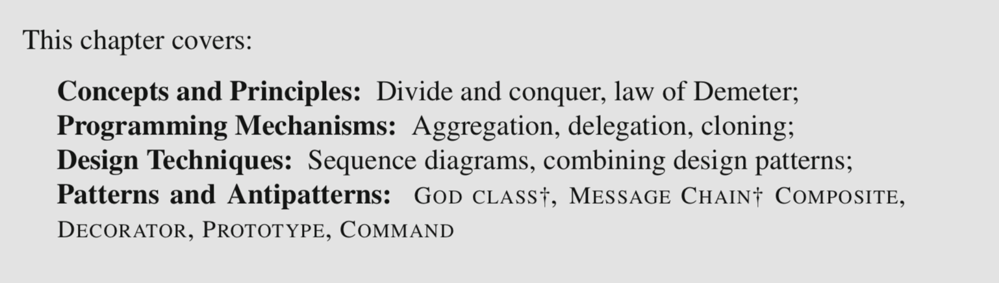 This chapter covers:
Concepts and Principles: Divide and conquer, law of Demeter;
Programming Mechanisms: Aggregation, delegation, cloning;
Design Techniques: Sequence diagrams, combining design patterns;
Patterns and Antipatterns: GOD CLASS†, MESSAGE CHAIN† COMPOSITE,
DECORATOR, PROTOTYPE, COMMAND